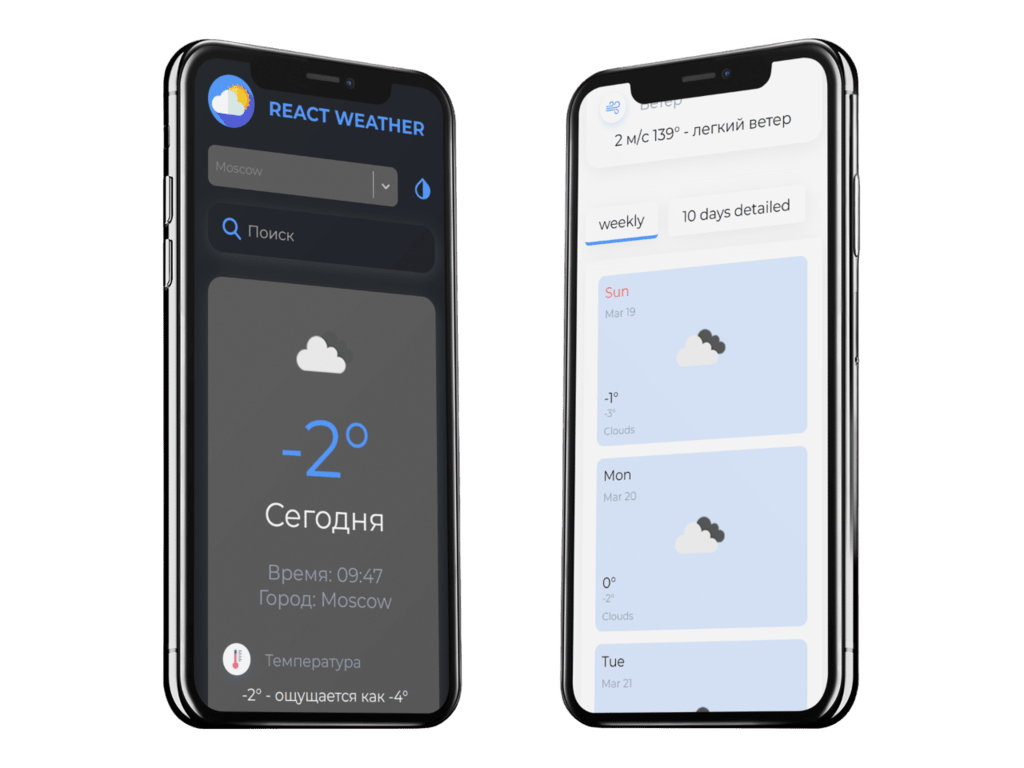 REACT WEATHER
Moscow
Поиск
-2°
Сегодня
Время: 09:47
Город: Moscow
Температура
-2° - ощущается как -4°
Ветер
2 м/с 139° - легкий ветер
weekly
10 days detailed
Sun
Mar 19
-1°
-3°
Clouds
Mon
Mar 20
0°
-2°
Clouds
Tue
Mar 21